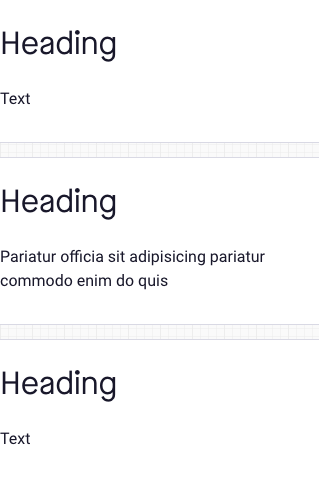 Heading
Text
Heading
Pariatur officia sit adipisicing pariatur
commodo enim do quis
Heading
Text